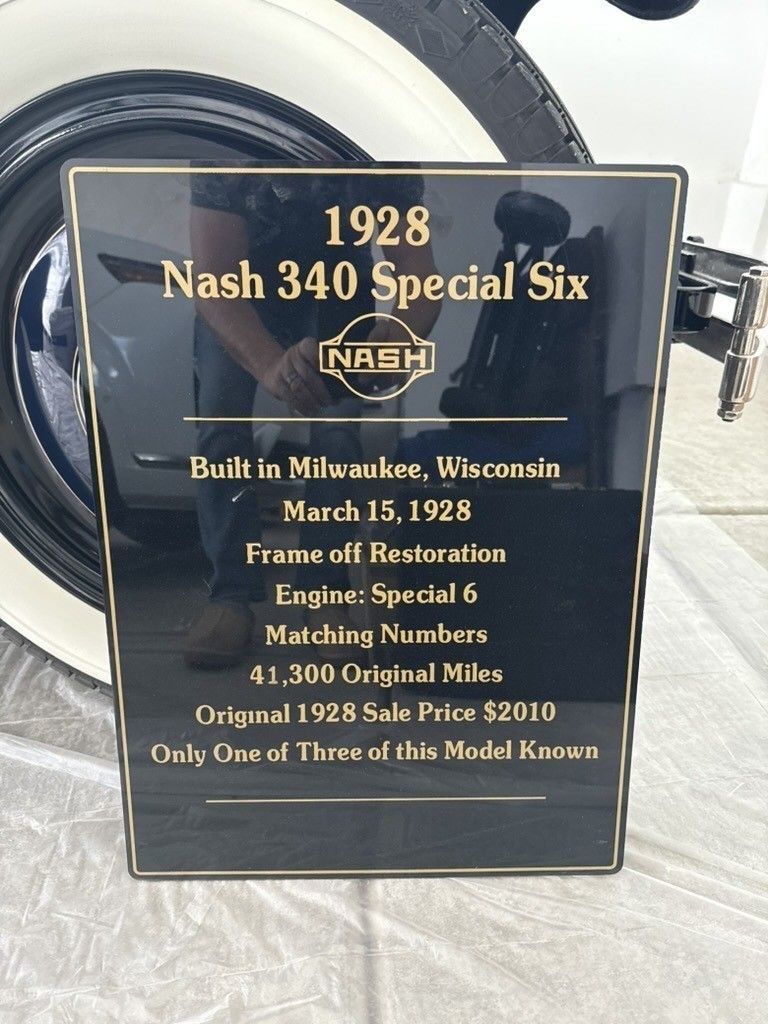 1928
Nash 340 Special Six
NASH
Built in Milwaukee, Wisconsin
March 15, 1928
Frame off Restoration
Engine: Special 6
Matching Numbers
41,300 Original Miles
Original 1928 Sale Price $2010
Only One of Three of this Model Known